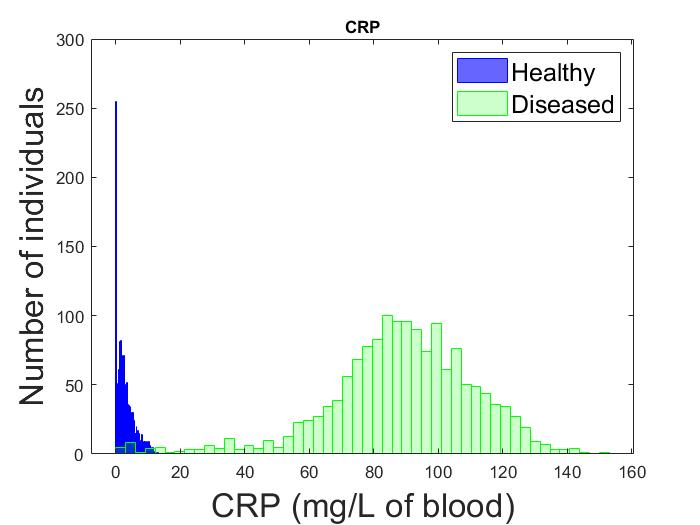 CRP
300
250
200
150
100
50
0
Number of individuals
Healthy
Diseased
0 20 40 60 80 100 120 140 160
CRP (mg/L of blood)